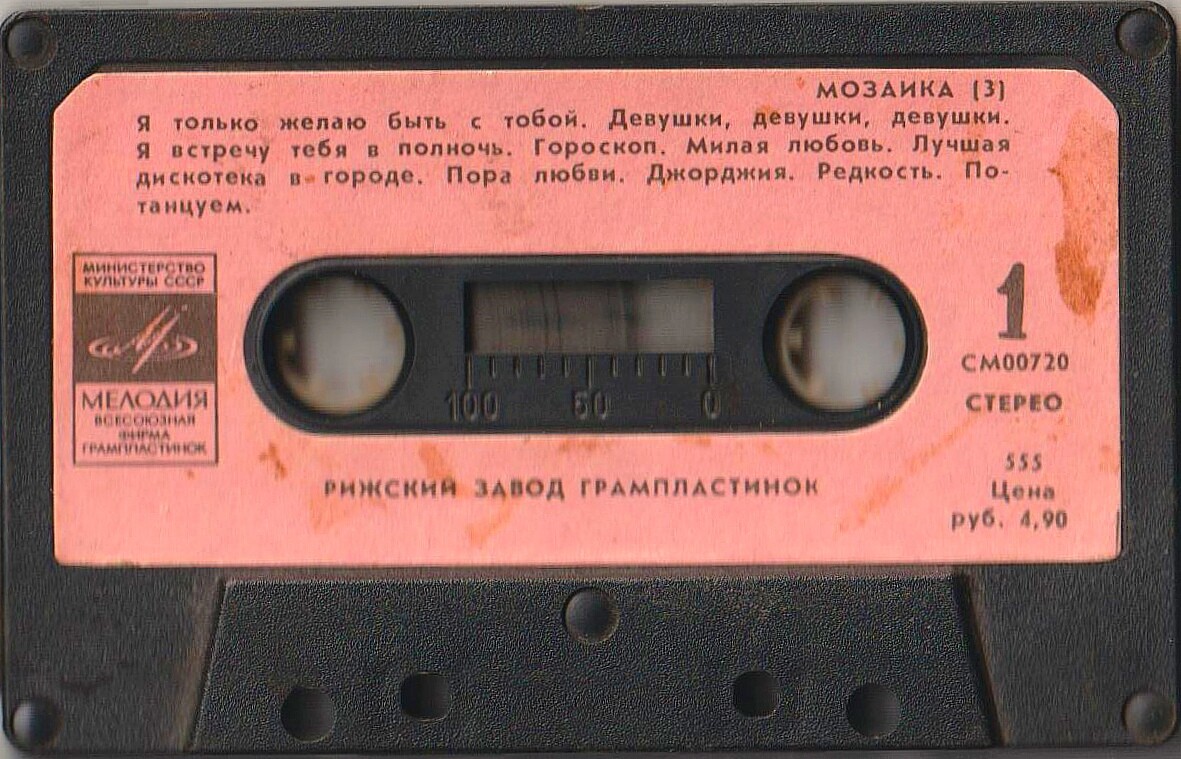 МОЗАИКА (3)
Я только желаю быть с тобой. Девушки, девушки, девушки.
Я встречу тебя в полночь. Гороскоп. Милая любовь. Лучшая
дискотека в городе. Пора любви. Джорджия. Редкость. По-
танцуем.
МИНИСТЕРСТВО
КУЛЬТУРЫ СССР
МЕЛОДИЯ
ВСЕСОЮЗНАЯ
ФИРМА
ГРАМПЛАСТИНОК
100 50 0
1
СМ00720
СТЕРЕО
РИЖСКИЙ ЗАВОД ГРАМПЛАСТИНОК
555
Цена
руб. 4,90